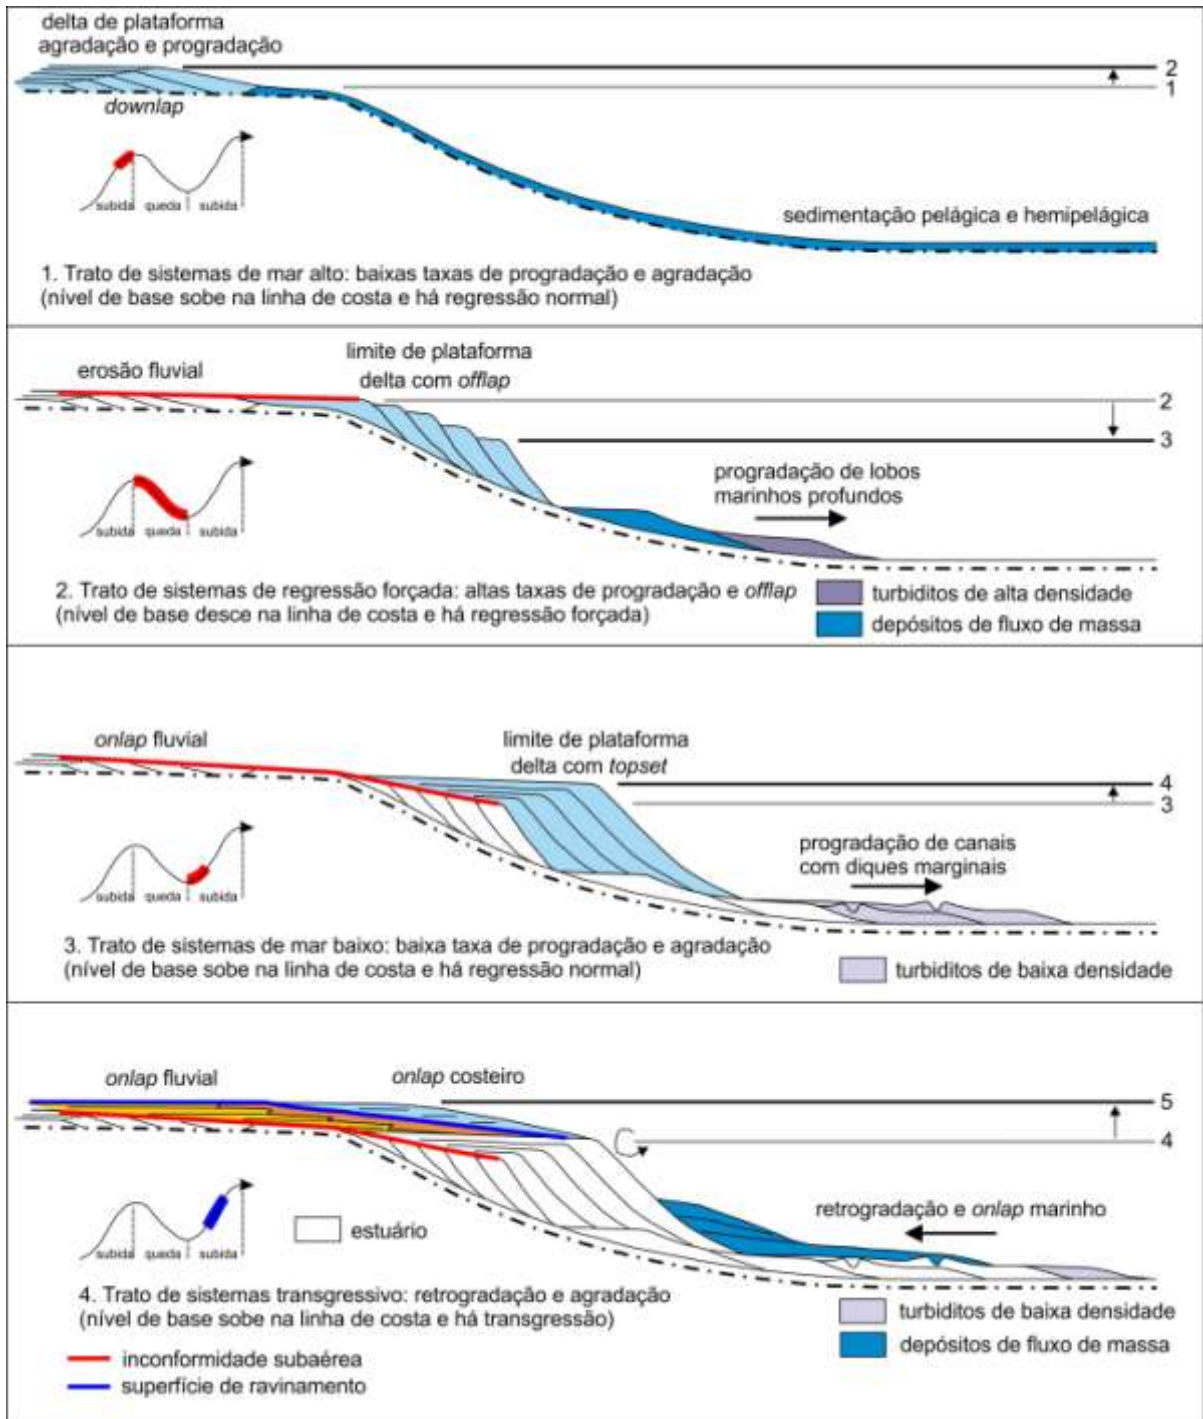 delta de plataforma
agradação e progradação
2
1
downlap
subida queda subida
sedimentação pelágica e hemipelágica
1. Trato de sistemas de mar alto: baixas taxas de progradação e agradação
(nível de base sobe na linha de costa e há regressão normal)
erosão fluvial
limite de plataforma
delta com offlap
2
3
progradação de lobos
marinhos profundos
subida queda subida
2. Trato de sistemas de regressão forçada: altas taxas de progradação e offlap
(nível de base desce na linha de costa e há regressão forçada)
turbiditos de alta densidade
depósitos de fluxo de massa
onlap fluvial
limite de plataforma
delta com topset
4
3
progradação de canais
com diques marginais
subida queda subida
3. Trato de sistemas de mar baixo: baixa taxa de progradação e agradação
(nível de base sobe na linha de costa e há regressão normal)
turbiditos de baixa densidade
onlap fluvial
onlap costeiro
5
4
retrogradação e onlap marinho
subida queda subida
estuário
4. Trato de sistemas transgressivo: retrogradação e agradação
(nível de base sobe na linha de costa e há transgressão)
turbiditos de baixa densidade
depósitos de fluxo de massa
inconformidade subaérea
superfície de ravinamento